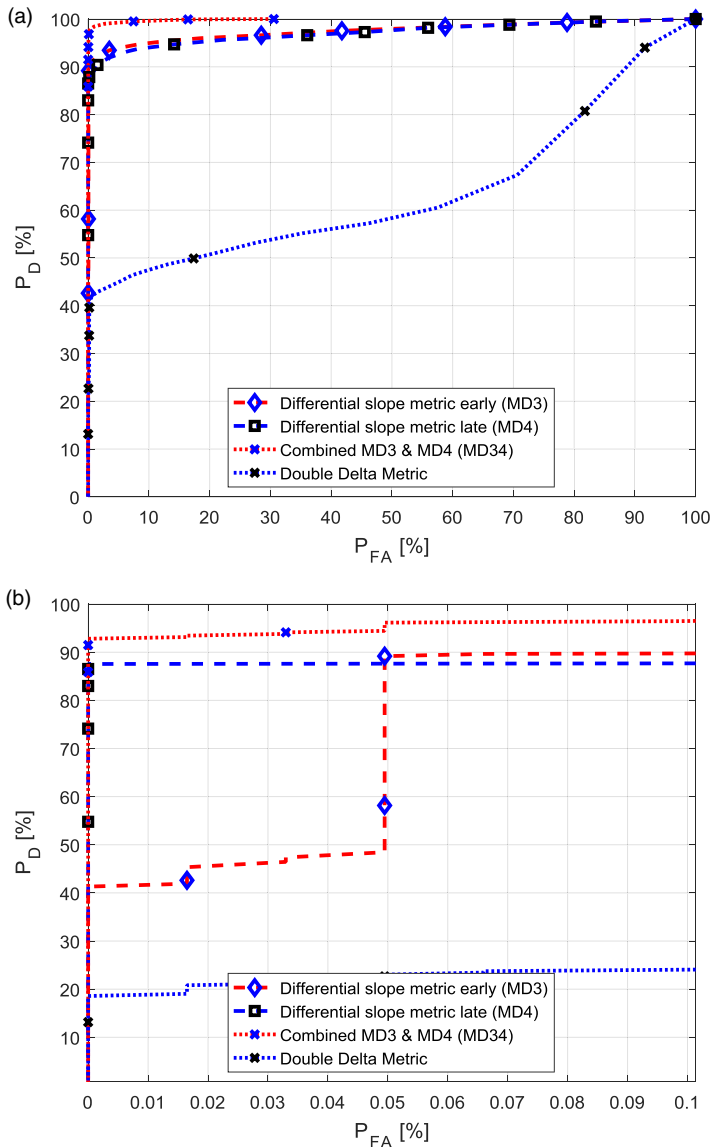 (a)
100
90
80
70
60
50
40
30
20
10
0
P_D [%]
0 10 20 30 40 50 60 70 80 90 100
P_FA [%]
Differential slope metric early (MD3)
Differential slope metric late (MD4)
Combined MD3 & MD4 (MD34)
Double Delta Metric
(b)
100
90
80
70
60
50
40
30
20
10
P_D [%]
0 0.01 0.02 0.03 0.04 0.05 0.06 0.07 0.08 0.09 0.1
P_FA [%]
Differential slope metric early (MD3)
Differential slope metric late (MD4)
Combined MD3 & MD4 (MD34)
Double Delta Metric